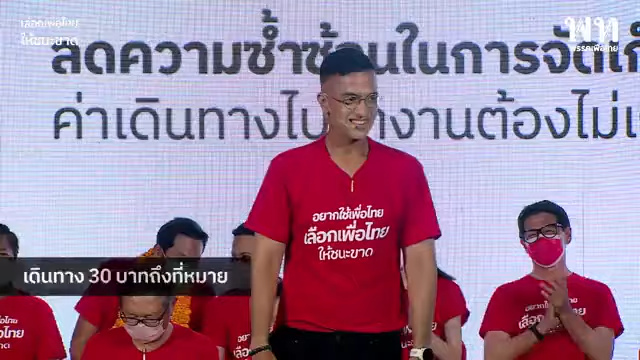 เลือกเพื่อไทย
ให้ชนะขาด
พท
พรรคเพื่อไทย
ลดความซ้ำซ้อนในการจัดเก็
ค่าเดินทางไป
งานต้องไม่เ
อยากใช้เพื่อไทย
เลือกเพื่อไทย
ให้ชนะขาด
เดินทาง 30 บาทถึงที่หมาย